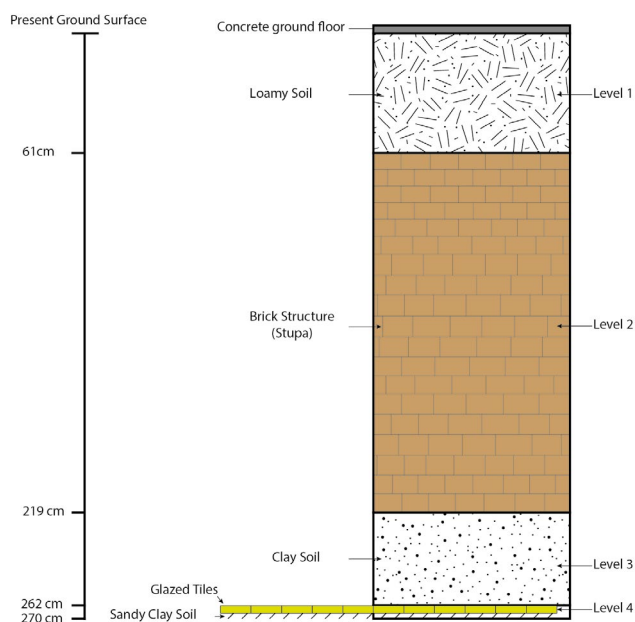 Present Ground Surface
Concrete ground floor
Loamy Soil
Level 1
61cm
Brick Structure
(Stupa)
Level 2
219 cm
Clay Soil
Level 3
Glazed Tiles
262 cm
Level 4
Sandy Clay Soil
270 cm